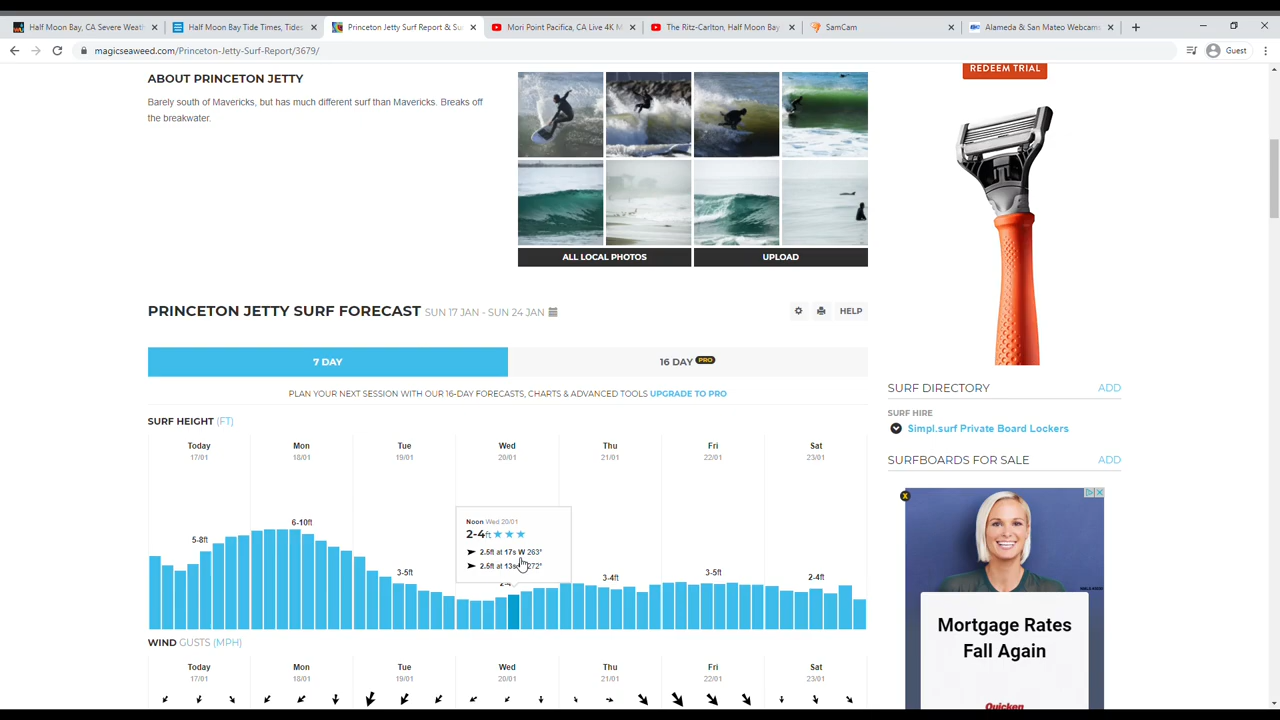 Half Moon Bay, CA Severe Weath
Half Moon Bay Tide Times, Tides
Princeton Jetty Surf Report & Su
Mori Point Pacifica, CA Live 4K M
The Ritz-Carlton, Half Moon Bay
SamCam
Alameda & San Mateo Webcams
magicseaweed.com/Princeton-Jetty-Surf-Report/3679/
Guest
REDEEM TRIAL
ABOUT PRINCETON JETTY
Barely south of Mavericks, but has much different surf than Mavericks. Breaks off
the breakwater.
ALL LOCAL PHOTOS
UPLOAD
PRINCETON JETTY SURF FORECAST SUN 17 JAN - SUN 24 JAN
HELP
7 DAY
16 DAY PRO
PLAN YOUR NEXT SESSION WITH OUR 16-DAY FORECASTS, CHARTS & ADVANCED TOOLS UPGRADE TO PRO
SURF DIRECTORY
ADD
SURF HIRE
Simpl.surf Private Board Lockers
SURFBOARDS FOR SALE
ADD
SURF HEIGHT (FT)
Today Mon Tue Wed Thu Fri Sat
17/01 18/01 19/01 20/01 21/01 22/01 23/01
5-8ft
6-10ft
3-5ft
Noon Wed 20/01
2-4ft
2.5ft at 17s W 263°
2.5ft at 13s 272°
2-4
3-4ft
3-5ft
2-4ft
WIND GUSTS (MPH)
Today Mon Tue Wed Thu Fri Sat
17/01 18/01 19/01 20/01 21/01 22/01 23/01
X
Mortgage Rates
Fall Again
Quicken